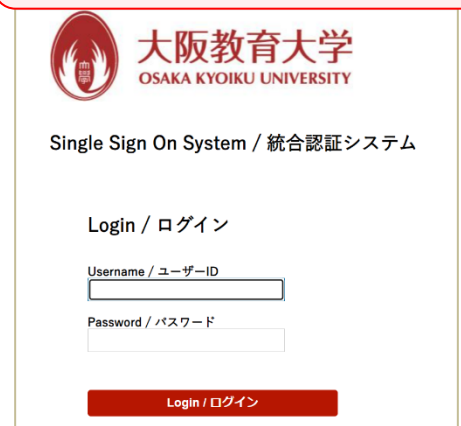 大阪教育大学
OSAKA KYOIKU UNIVERSITY
Single Sign On System / 統合認証システム
Login / ログイン
Username / ユーザーID
Password / パスワード
Login / ログイン